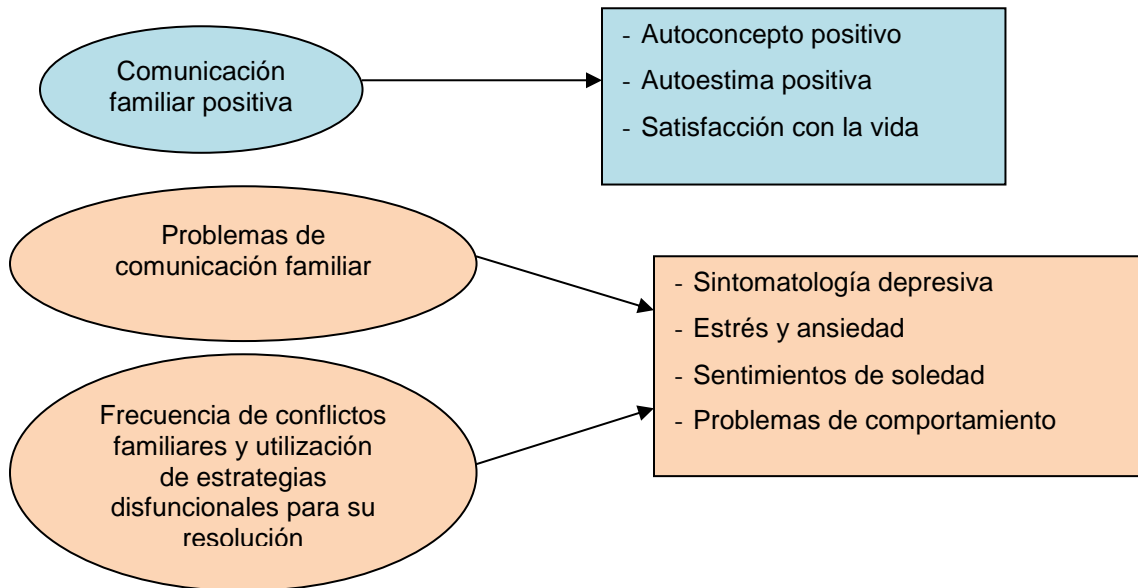 Comunicación
familiar positiva
- Autoconcepto positivo
- Autoestima positiva
- Satisfacción con la vida
Problemas de
comunicación familiar
- Sintomatología depresiva
- Estrés y ansiedad
- Sentimientos de soledad
- Problemas de comportamiento
Frecuencia de conflictos
familiares y utilización
de estrategias
disfuncionales para su
resolución